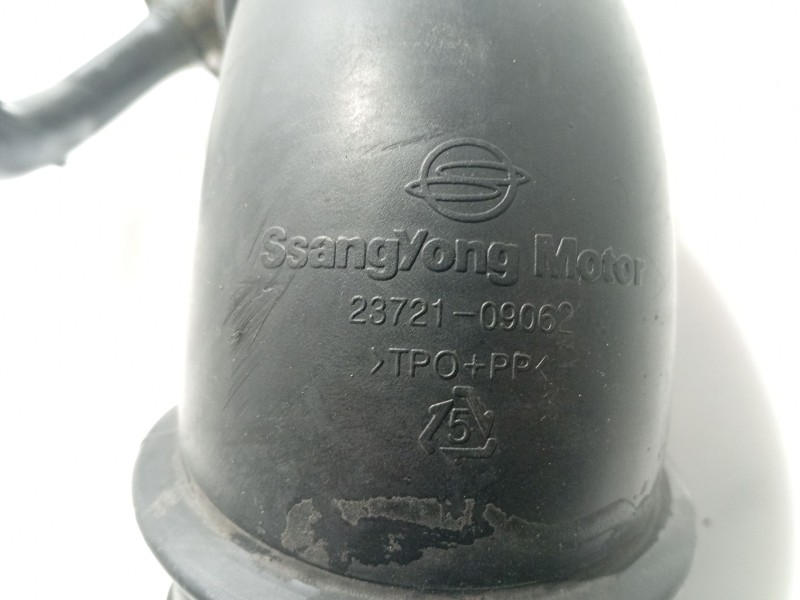 SsangYong Motor
23721-09062
>TPO+PP<
5